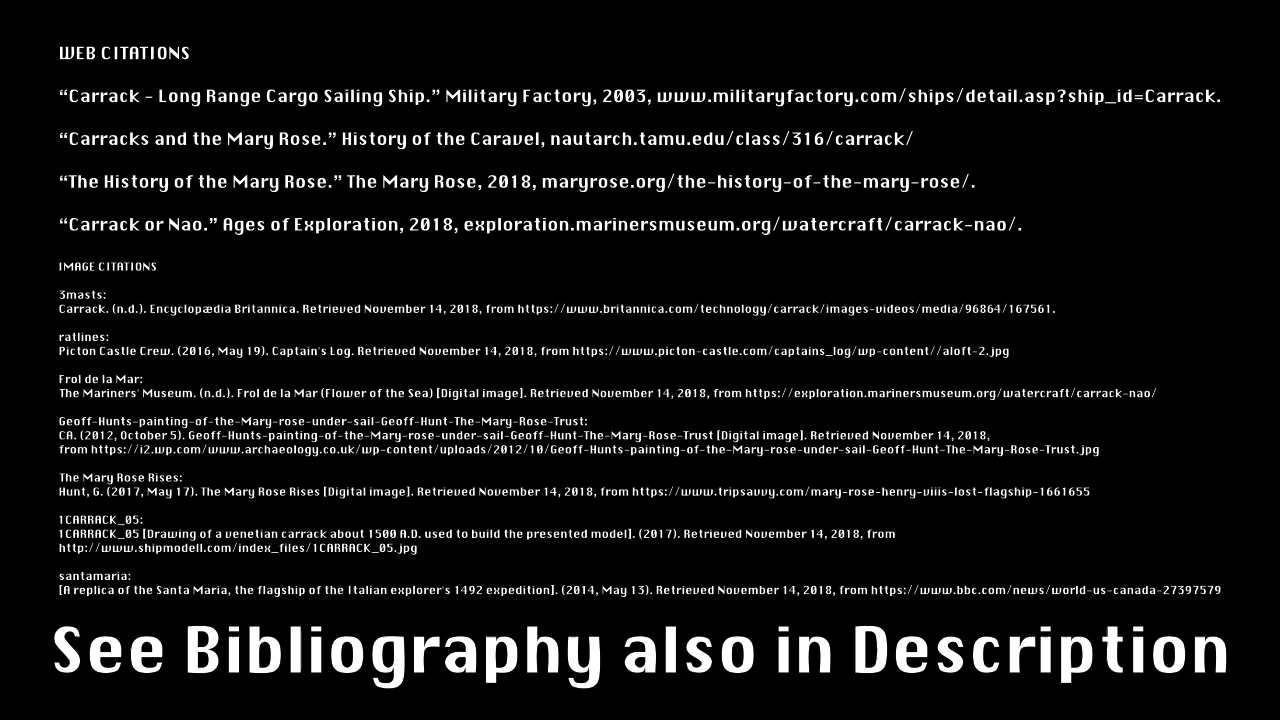 WEB CITATIONS
“Carrack - Long Range Cargo Sailing Ship.” Military Factory, 2003, www.militaryfactory.com/ships/detail.asp?ship_id=Carrack.
“Carracks and the Mary Rose.” History of the Caravel, nautarch.tamu.edu/class/316/carrack/
“The History of the Mary Rose.” The Mary Rose, 2018, maryrose.org/the-history-of-the-mary-rose/.
“Carrack or Nao.” Ages of Exploration, 2018, exploration.marinersmuseum.org/watercraft/carrack-nao/.
IMAGE CITATIONS
3masts:
Carrack. (n.d.). Encyclopædia Britannica. Retrieved November 14, 2018, from https://www.britannica.com/technology/carrack/images-videos/media/96864/167561.
ratlines:
Picton Castle Crew. (2016, May 19). Captain's Log. Retrieved November 14, 2018, from https://www.picton-castle.com/captains_log/wp-content//aloft-2.jpg
Frol de la Mar:
The Mariners' Museum. (n.d.). Frol de la Mar (Flower of the Sea) [Digital image]. Retrieved November 14, 2018, from https://exploration.marinersmuseum.org/watercraft/carrack-nao/
Geoff-Hunts-painting-of-the-Mary-rose-under-sail-Geoff-Hunt-The-Mary-Rose-Trust:
CA. (2012, October 5). Geoff-Hunts-painting-of-the-Mary-rose-under-sail-Geoff-Hunt-The-Mary-Rose-Trust [Digital image]. Retrieved November 14, 2018,
from https://i2.wp.com/www.archaeology.co.uk/wp-content/uploads/2012/10/Geoff-Hunts-painting-of-the-Mary-rose-under-sail-Geoff-Hunt-The-Mary-Rose-Trust.jpg
The Mary Rose Rises:
Hunt, G. (2017, May 17). The Mary Rose Rises [Digital image]. Retrieved November 14, 2018, from https://www.tripsavvy.com/mary-rose-henry-viiis-lost-flagship-1661655
1CARRACK_05:
1CARRACK_05 [Drawing of a venetian carrack about 1500 A.D. used to build the presented model]. (2017). Retrieved November 14, 2018, from
http://www.shipmodell.com/index_files/1CARRACK_05.jpg
santamaria:
[A replica of the Santa Maria, the flagship of the Italian explorer's 1492 expedition]. (2014, May 13). Retrieved November 14, 2018, from https://www.bbc.com/news/world-us-canada-27397579
See Bibliography also in Description